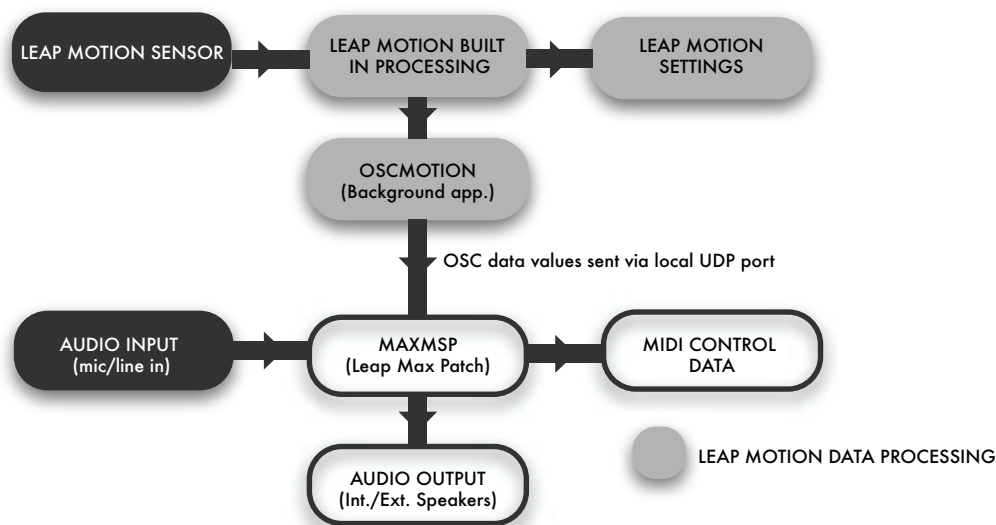 LEAP MOTION SENSOR
LEAP MOTION BUILT
IN PROCESSING
LEAP MOTION
SETTINGS
OSCMOTION
(Background app.)
OSC data values sent via local UDP port
AUDIO INPUT
(mic/line in)
MAXMSP
(Leap Max Patch)
MIDI CONTROL
DATA
AUDIO OUTPUT
(Int./Ext. Speakers)
LEAP MOTION DATA PROCESSING